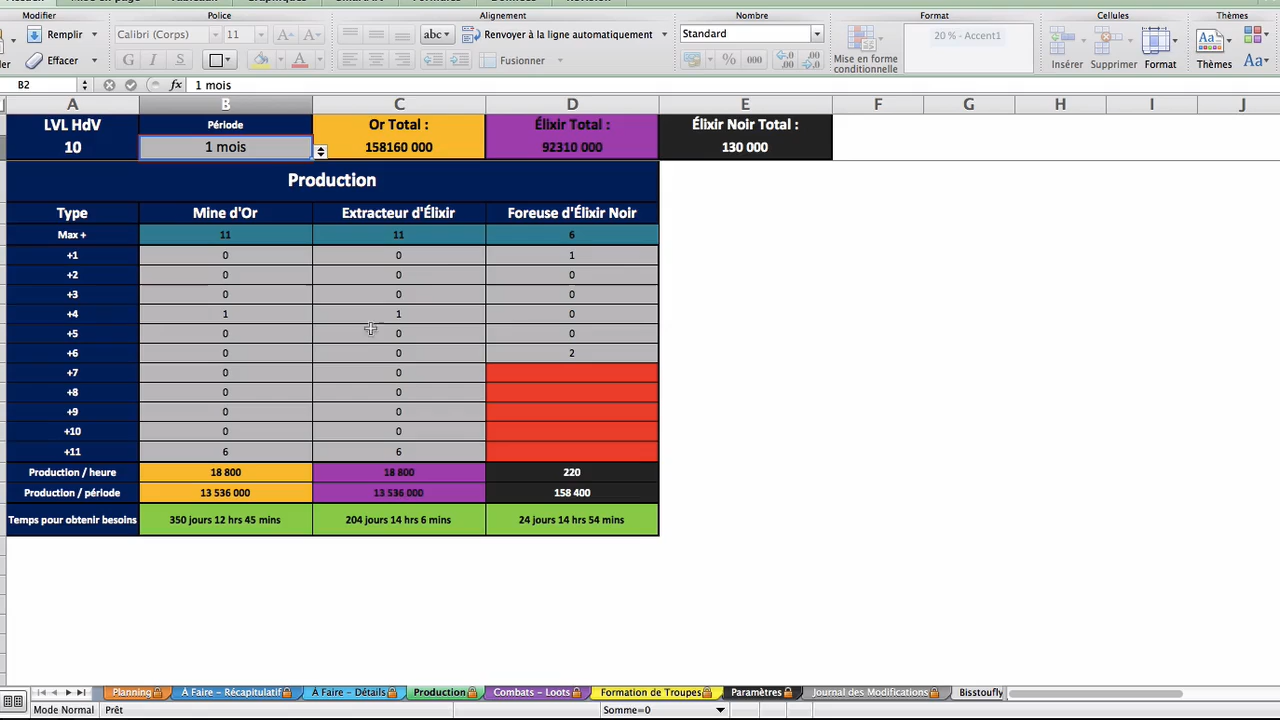 Modifier Police Alignement Nombre Format Cellules Thèmes
Remplir Calibri (Corps) 11 abc Renvoyer à la ligne automatiquement Standard 20 % - Accent1
Effacer G I S A Fusionner % 000 Mise en forme conditionnelle Insérer Supprimer Format Thèmes Aa
B2 fx 1 mois
A B C D E F G H I J
LVL HdV Période Or Total : Élixir Total : Élixir Noir Total :
10 1 mois 158160 000 92310 000 130 000
Production
Type Mine d'Or Extracteur d'Élixir Foreuse d'Élixir Noir
Max + 11 11 6
+1 0 0 1
+2 0 0 0
+3 0 0 0
+4 1 1 0
+5 0 0 0
+6 0 0 2
+7 0 0
+8 0 0
+9 0 0
+10 0 0
+11 6 6
Production / heure 18 800 18 800 220
Production / période 13 536 000 13 536 000 158 400
Temps pour obtenir besoins 350 jours 12 hrs 45 mins 204 jours 14 hrs 6 mins 24 jours 14 hrs 54 mins
Planning À Faire - Récapitulatif À Faire - Détails Production Combats - Loots Formation de Troupes Paramètres Journal des Modifications Bisstoufly
Mode Normal Prêt Somme=0